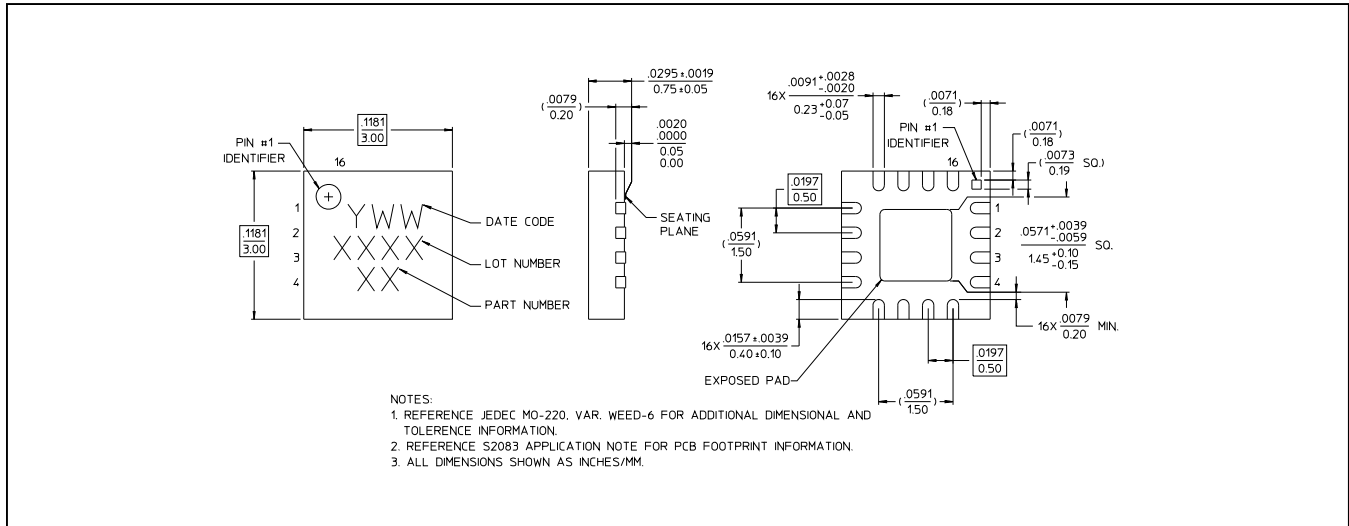 .1181
3.00
PIN #1
IDENTIFIER
16
1
2
3
4
.1181
3.00
YWW
XXXX
XX
DATE CODE
LOT NUMBER
PART NUMBER
.0295±.0019
0.75±0.05
(.0079
0.20)
.0020
.0000
0.05
0.00
SEATING
PLANE
16X .0091 +.0028 -.0020
0.23 +0.07 -0.05
(.0071
0.18)
PIN #1
IDENTIFIER
16
(.0071
0.18)
(.0073
0.19 SQ.)
.0197
0.50
(.0591
1.50)
1
2
3
4
.0571 +.0039 -.0059 SQ.
1.45 +0.10 -0.15
16X .0157±.0039
0.40±0.10
16X .0079 MIN.
0.20
.0197
0.50
EXPOSED PAD
(.0591
1.50)
NOTES:
1. REFERENCE JEDEC MO-220, VAR. WEED-6 FOR ADDITIONAL DIMENSIONAL AND
TOLERENCE INFORMATION.
2. REFERENCE S2083 APPLICATION NOTE FOR PCB FOOTPRINT INFORMATION.
3. ALL DIMENSIONS SHOWN AS INCHES/MM.